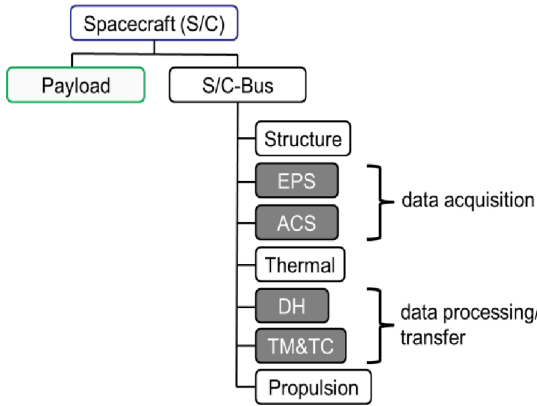 Spacecraft (S/C)
Payload
S/C-Bus
Structure
EPS
data acquisition
ACS
Thermal
DH
data processing/
transfer
TM&TC
Propulsion